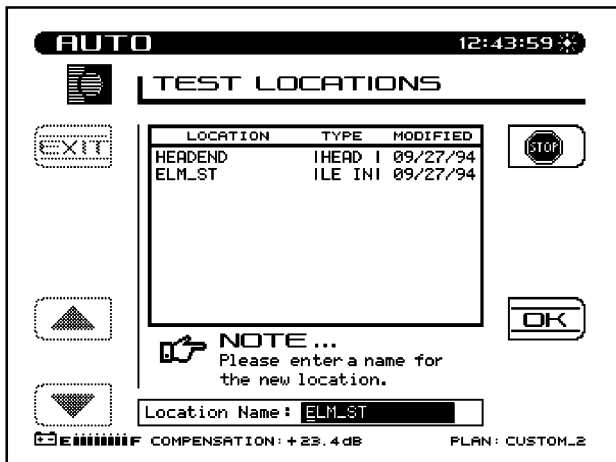 AUTO 12:43:59
TEST LOCATIONS
EXIT
LOCATION TYPE MODIFIED
HEADEND |HEAD | 09/27/94
ELM_ST |LE IN| 09/27/94
STOP
OK
NOTE...
Please enter a name for
the new location.
Location Name: ELM_ST
E F COMPENSATION: +23.4dB PLAN: CUSTOM_2